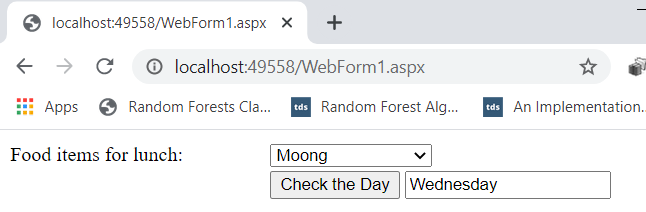 localhost:49558/WebForm1.aspx
localhost:49558/WebForm1.aspx
Apps Random Forests Cla... tds Random Forest Alg... tds An Implementation...
Food items for lunch: Moong
Check the Day Wednesday